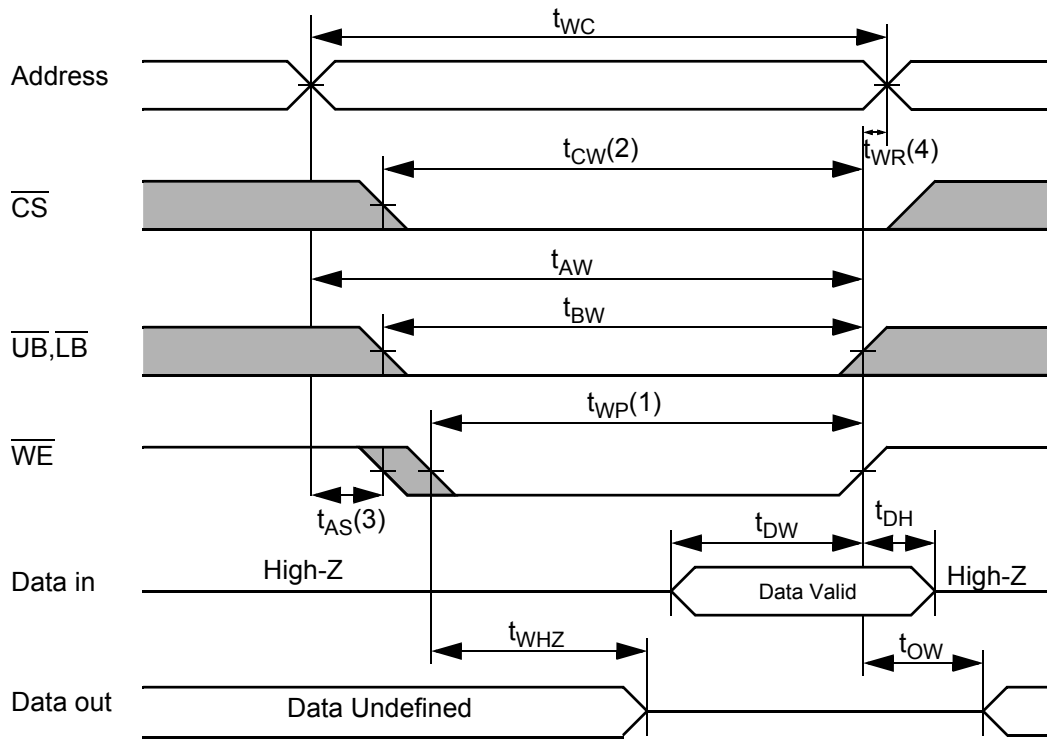 tWC
Address
tCW(2)
tWR(4)
CS
tAW
tBW
UB,LB
tWP(1)
WE
tAS(3)
tDW
tDH
Data in
High-Z
Data Valid
High-Z
tWHZ
tOW
Data out
Data Undefined